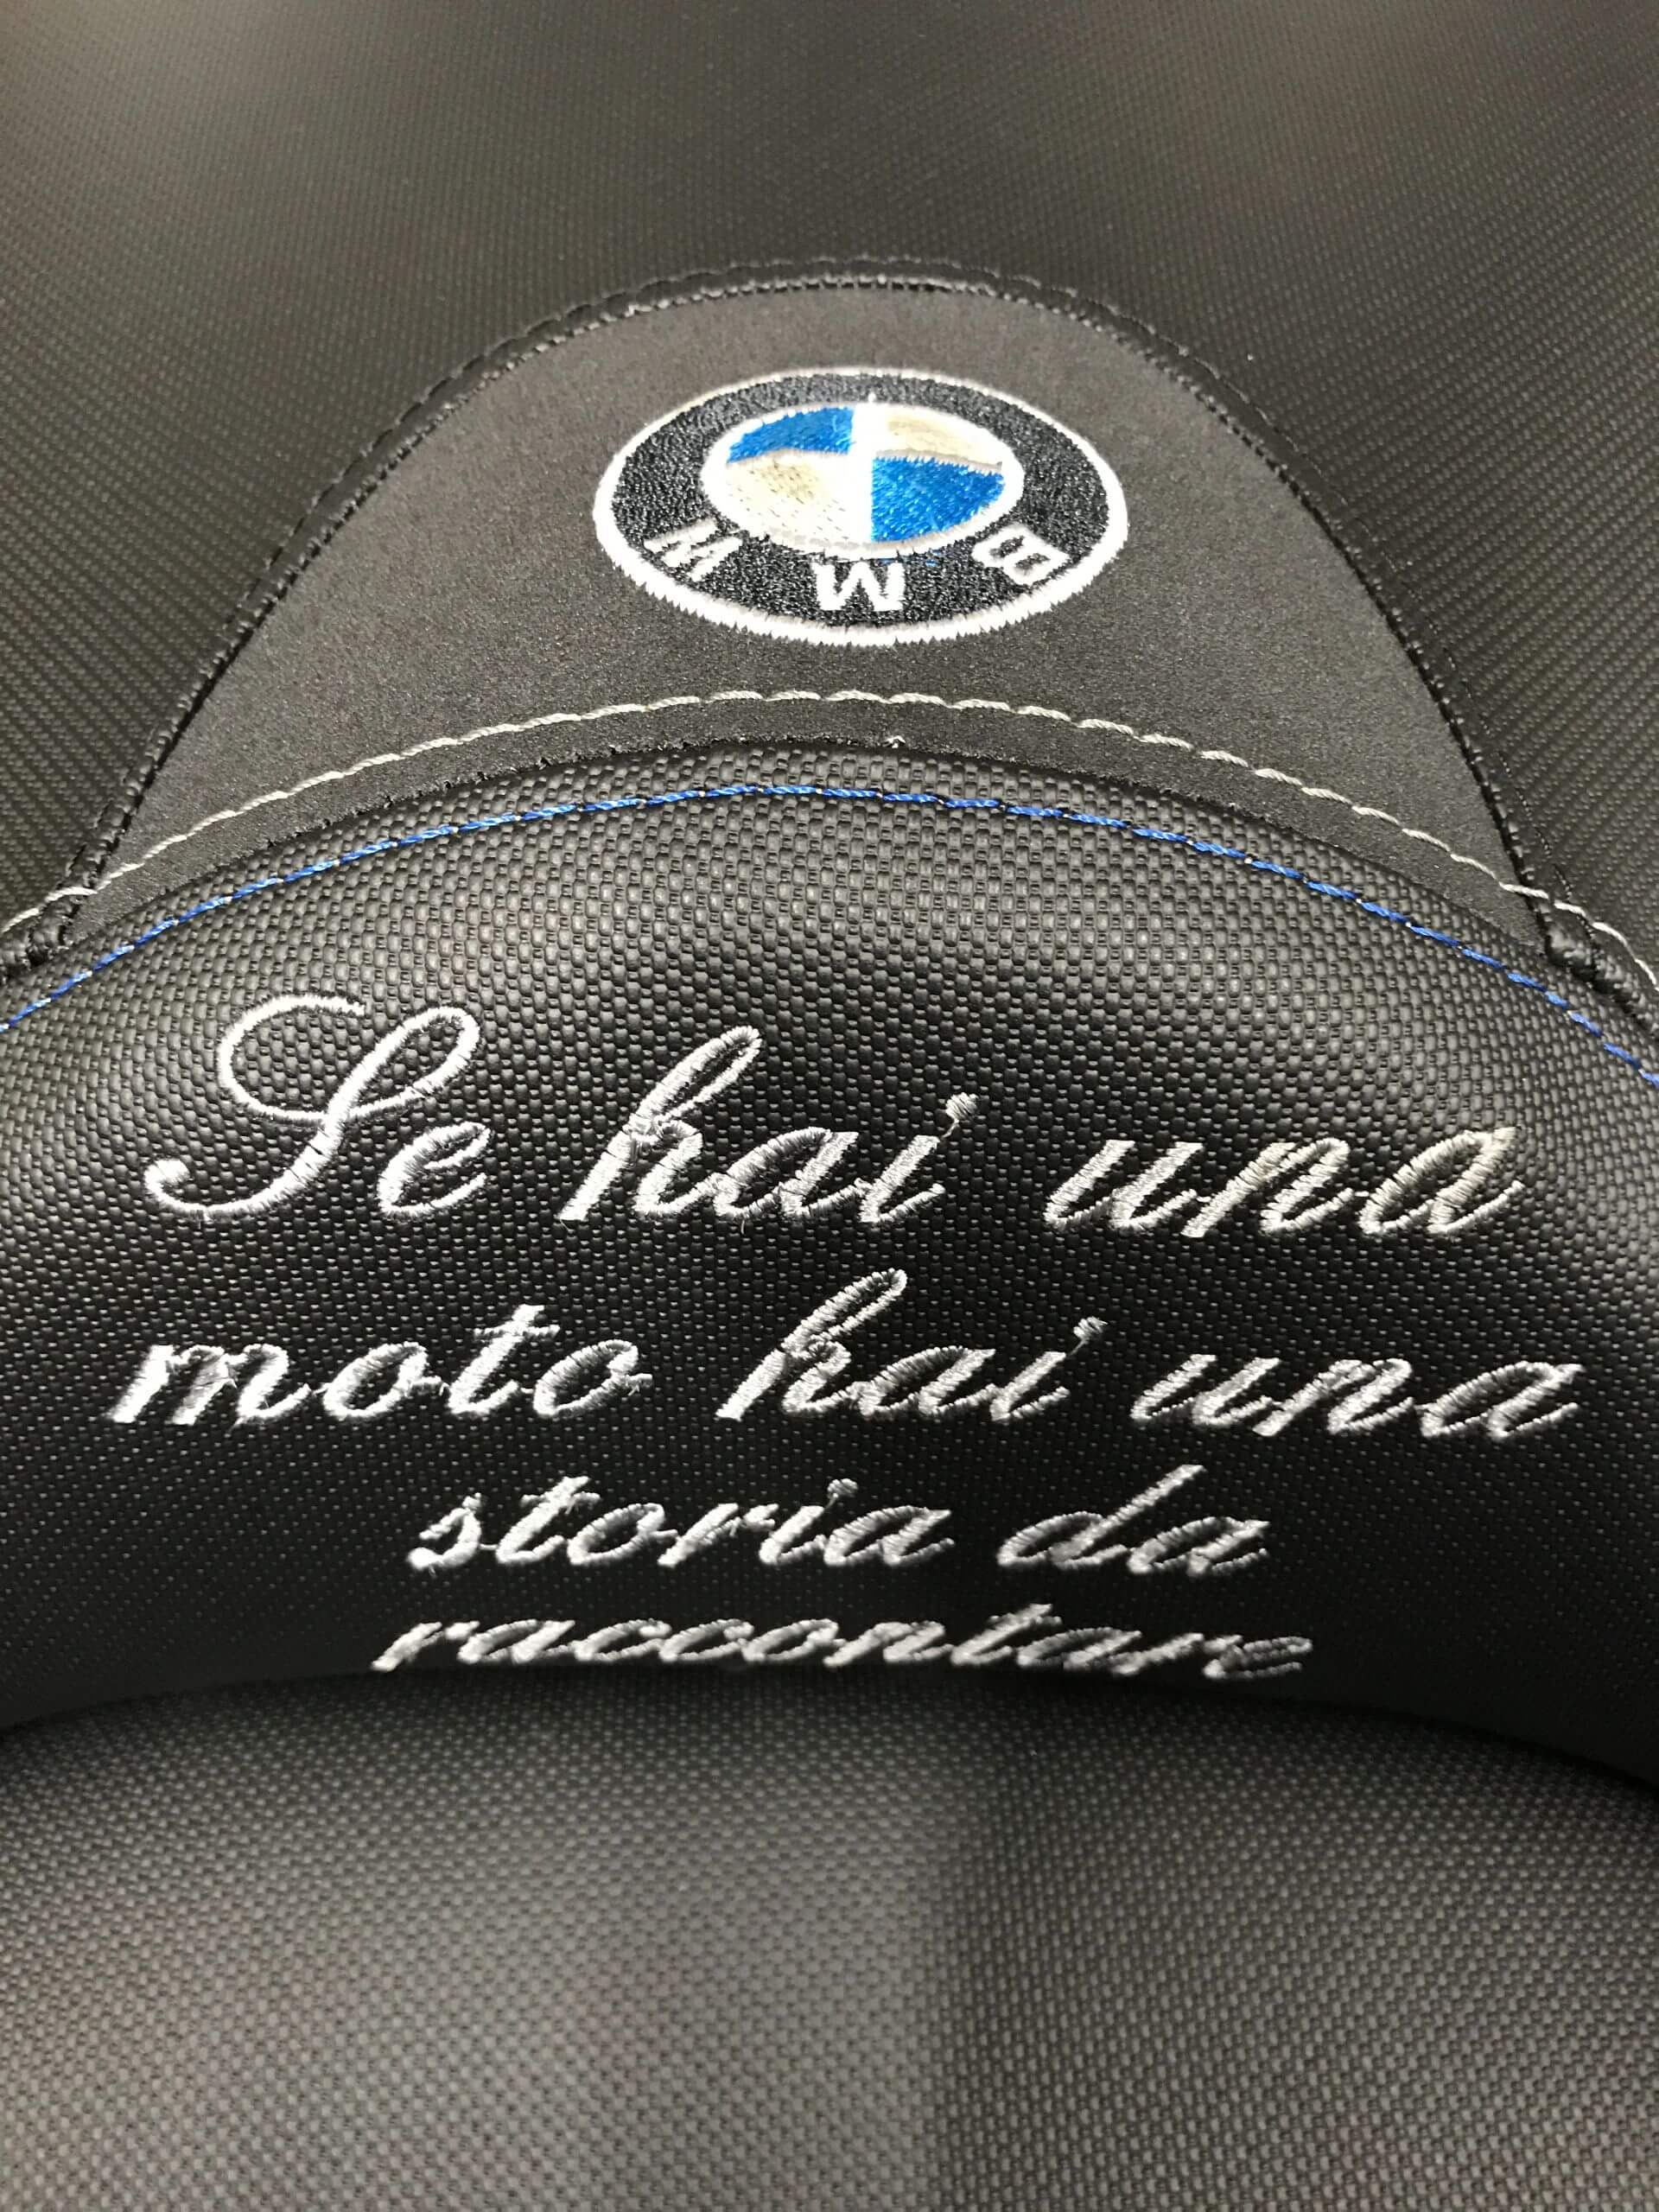 BMW
Se hai una
moto hai una
storia da
raccontare